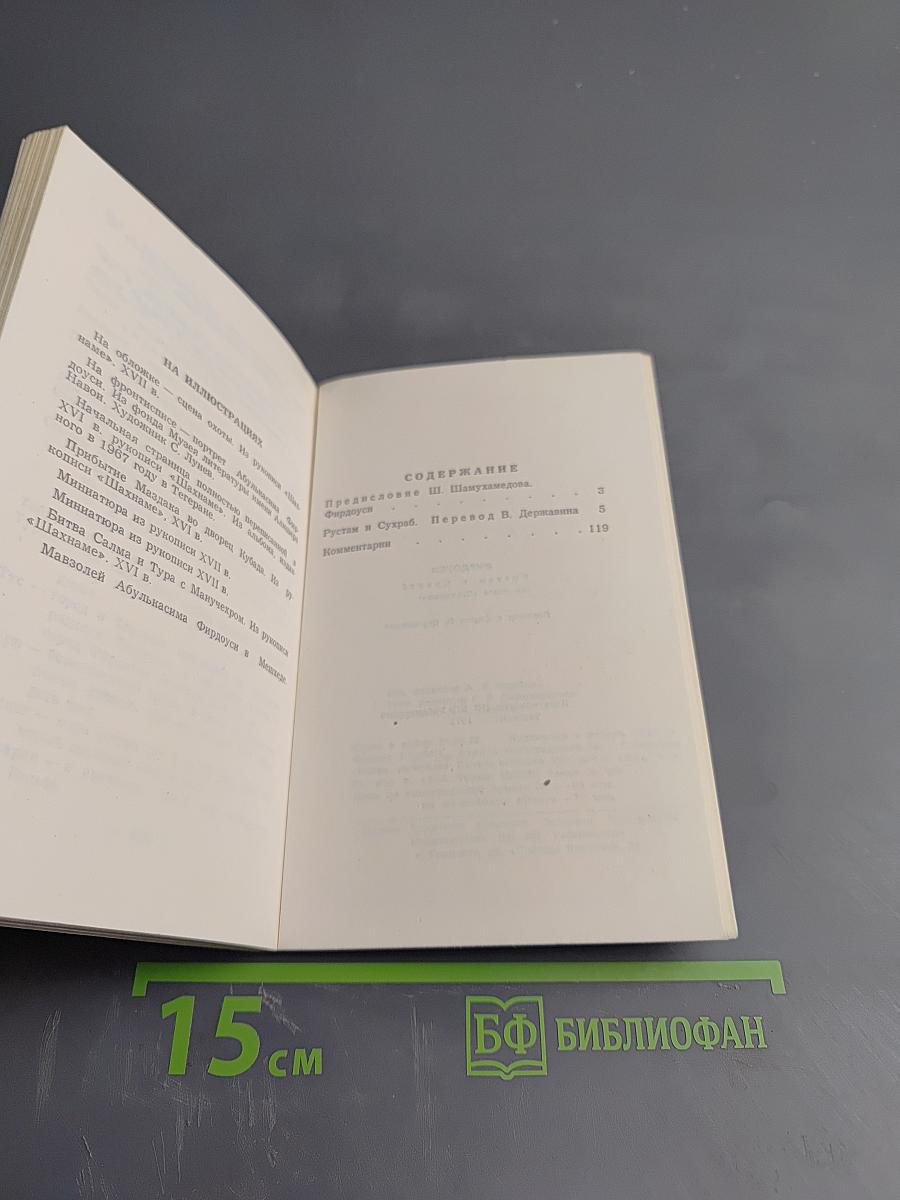 НА ИЛЛЮСТРАЦИЯХ
На обложке — сцена охоты. Из рукописи «Шах-
наме». XVII в.
На фронтисписе — портрет Абулькасима Фир-
доуси. Из фонда Музея литературы имени Алишера
Навои. Художник С. Лунев.
Начальная страница полностью переписанной в
XVI в. рукописи «Шахнаме». Из альбома, издан-
ного в 1967 году в Тегеране.
Прибытие Маздака во дворец Кубада. Из ру-
кописи «Шахнаме». XVI в.
Миниатюра из рукописи XVII в.
Миниатюра из рукописи XVII в.
Битва Салма и Тура с Манучехром. Из рукописи
«Шахнаме». XVI в.
Мавзолей Абулькасима Фирдоуси в Мешхеде.
СОДЕРЖАНИЕ
Предисловие Ш. Шамухамедова.
Фирдоуси . . . . . . . . . 3
Рустам и Сухраб. Перевод В. Державина 5
Комментарии . . . . . . . . 119
15 см
БФ БИБЛИОФАН